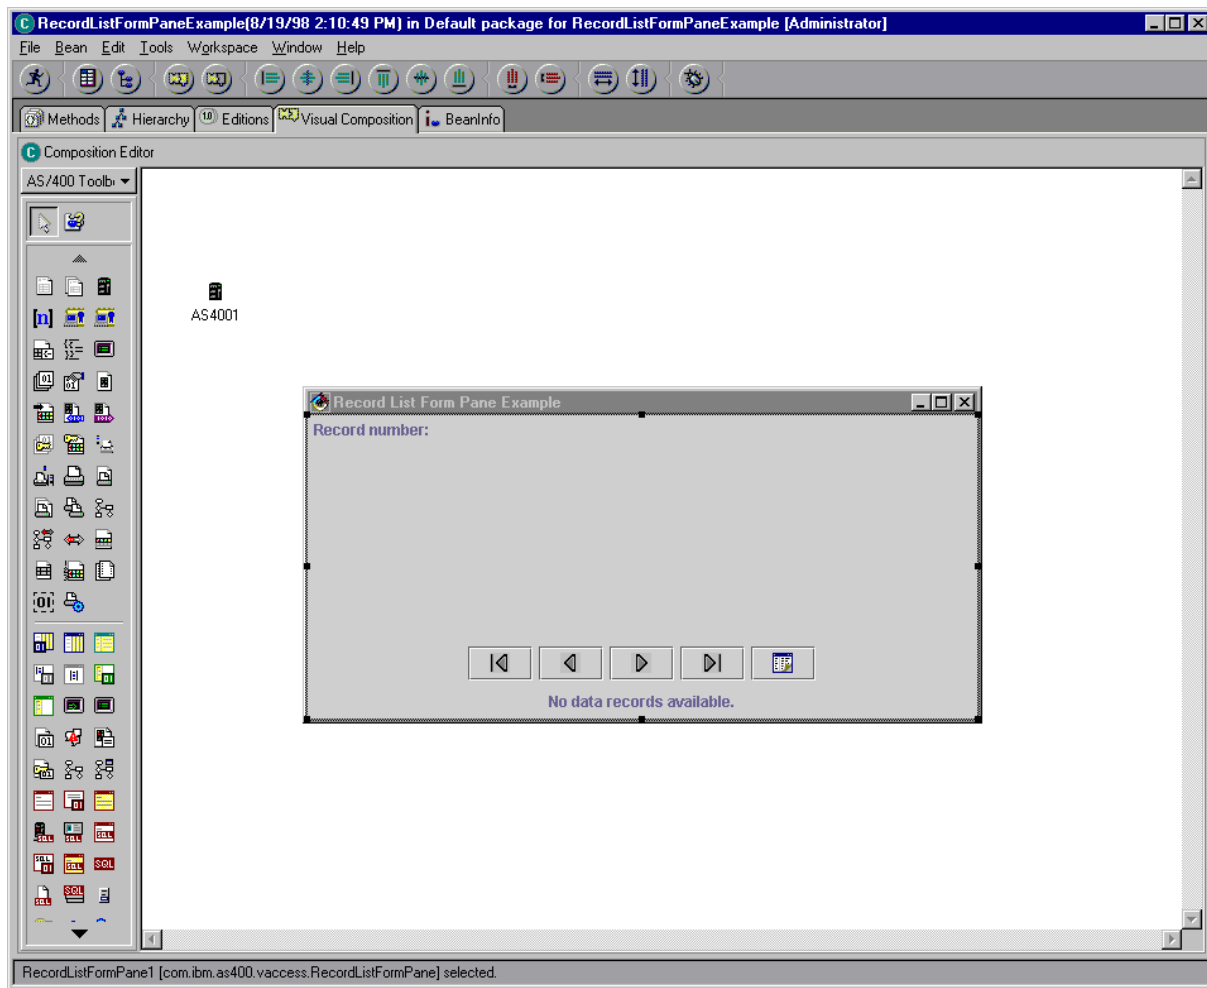 RecordListFormPaneExample(8/19/98 2:10:49 PM) in Default package for RecordListFormPaneExample [Administrator]
File Bean Edit Tools Workspace Window Help
Methods Hierarchy Editions Visual Composition BeanInfo
Composition Editor
AS/400 Toolb
AS4001
Record List Form Pane Example
Record number:
No data records available.
RecordListFormPane1 [com.ibm.as400.vaccess.RecordListFormPane] selected.